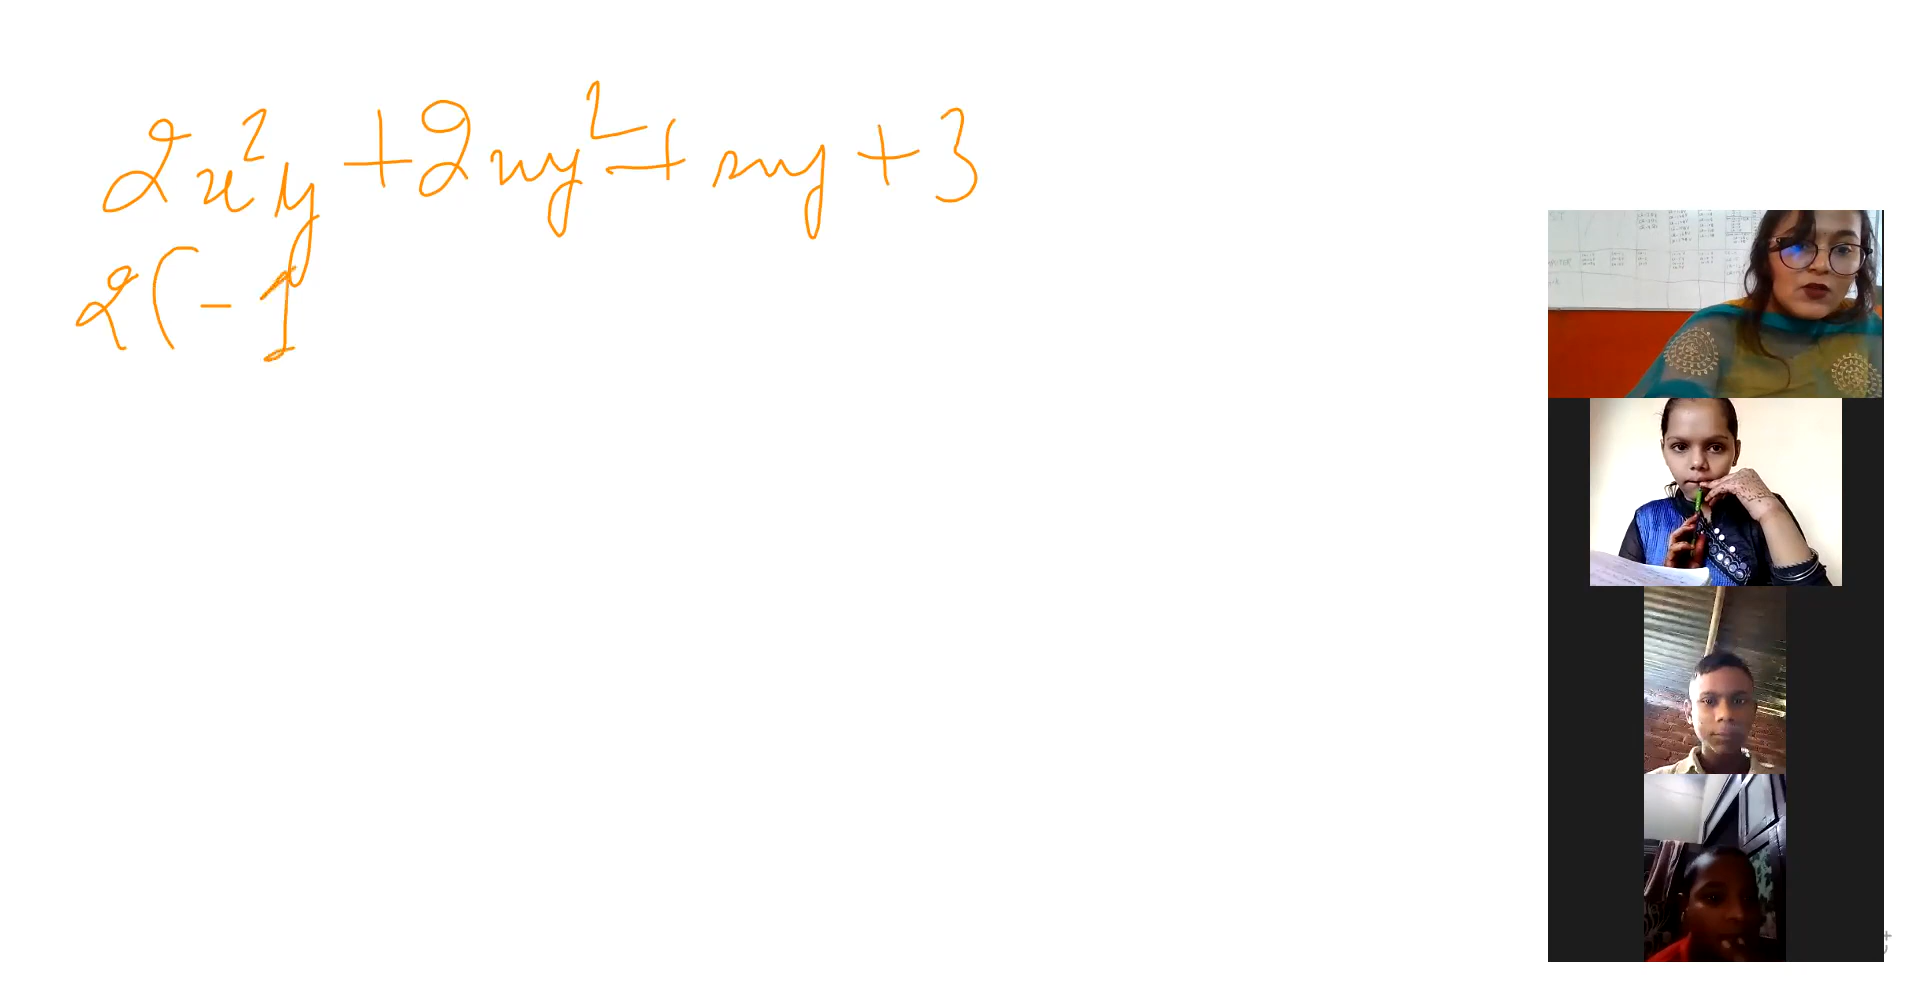 2x²y + 2xy² + xy + 3
2(-1